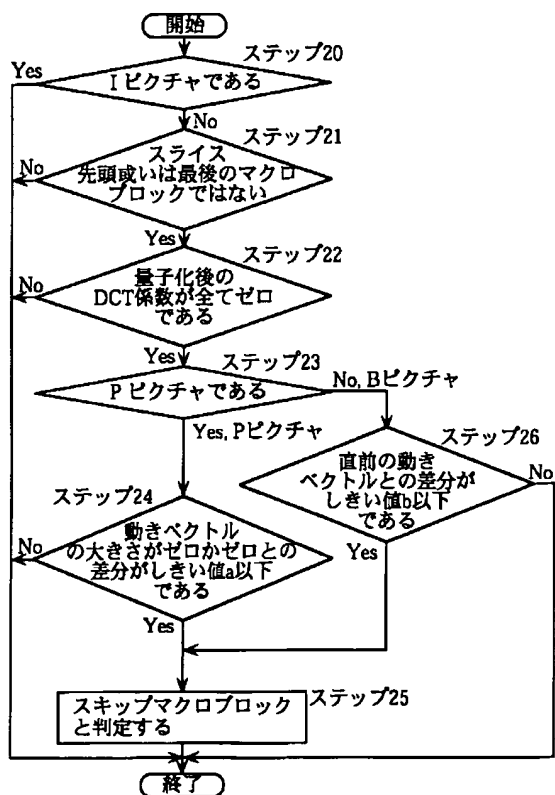 開始
ステップ20
Yes
Iピクチャである
No
ステップ21
No
スライス
先頭或いは最後のマクロ
ブロックではない
Yes
ステップ22
No
量子化後の
DCT係数が全てゼロ
である
Yes
ステップ23
Pピクチャである
No, Bピクチャ
Yes, Pピクチャ
ステップ26
直前の動き
ベクトルとの差分が
しきい値b以下
である
No
Yes
ステップ24
No
動きベクトル
の大きさがゼロかゼロとの
差分がしきい値a以下
である
Yes
ステップ25
スキップマクロブロック
と判定する
終了